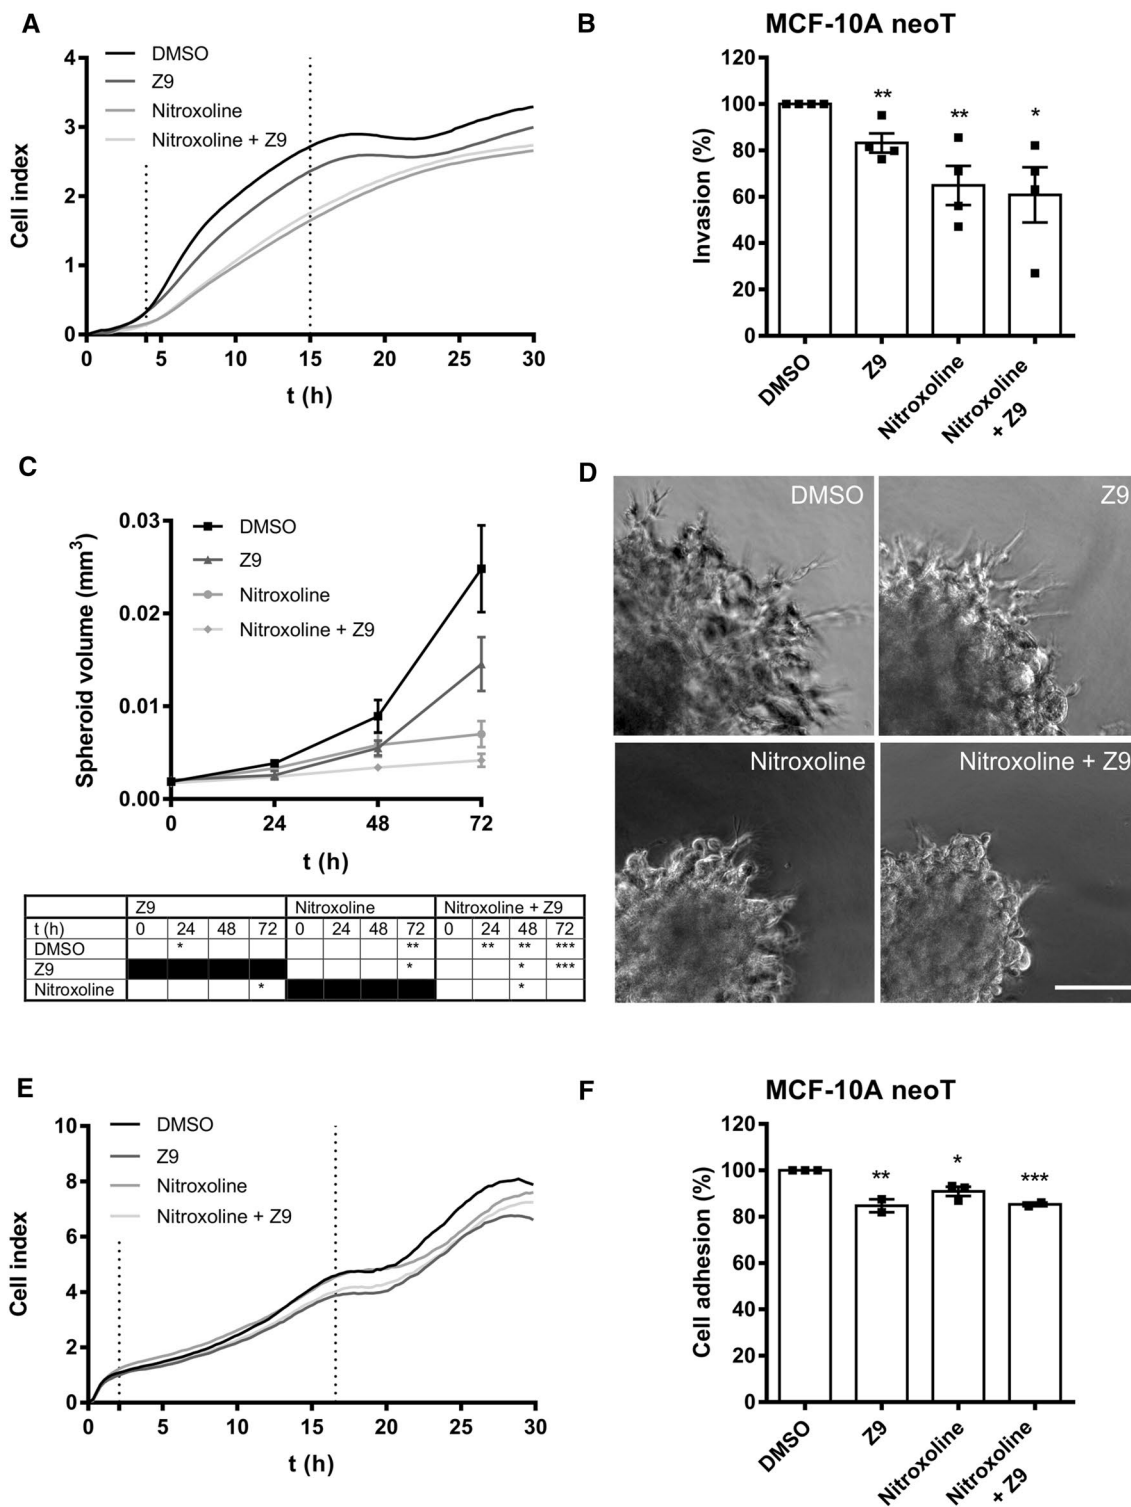 A
DMSO
Z9
Nitroxoline
Nitroxoline + Z9
Cell index
4
3
2
1
0
0 5 10 15 20 25 30
t (h)
B
MCF-10A neoT
Invasion (%)
120
100
80
60
40
20
0
** ** *
DMSO
Z9
Nitroxoline
Nitroxoline
+ Z9
C
DMSO
Z9
Nitroxoline
Nitroxoline + Z9
Spheroid volume (mm³)
0.03
0.02
0.01
0.00
0 24 48 72
t (h)
Z9 Nitroxoline Nitroxoline + Z9
t (h) 0 24 48 72 0 24 48 72 0 24 48 72
DMSO * ** ** ** ***
Z9 * * ***
Nitroxoline * *
D
DMSO
Z9
Nitroxoline
Nitroxoline + Z9
E
DMSO
Z9
Nitroxoline
Nitroxoline + Z9
Cell index
10
8
6
4
2
0
0 5 10 15 20 25 30
t (h)
F
MCF-10A neoT
Cell adhesion (%)
120
100
80
60
40
20
0
** * ***
DMSO
Z9
Nitroxoline
Nitroxoline
+ Z9